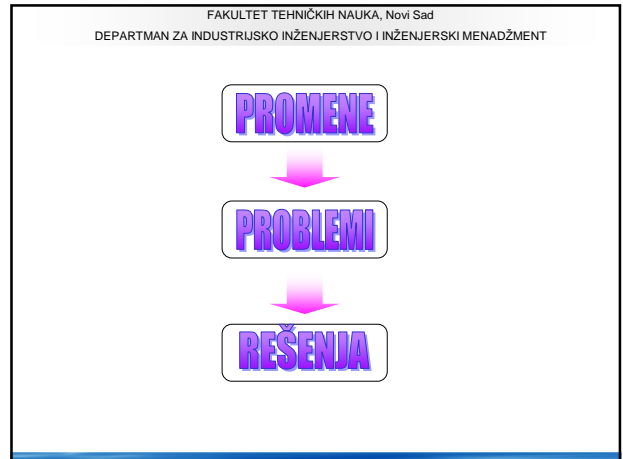 FAKULTET TEHNIČKIH NAUKA, Novi Sad
DEPARTMAN ZA INDUSTRIJSKO INŽENJERSTVO I INŽENJERSKI MENADŽMENT
PROMENE
PROBLEMI
REŠENJA